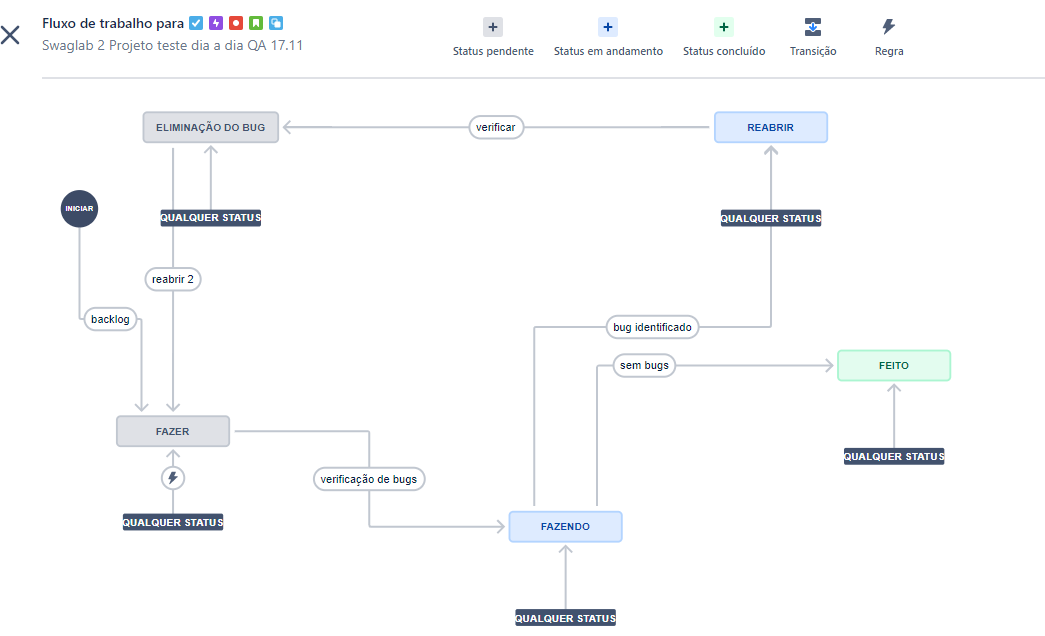 Fluxo de trabalho para
Swaglab 2 Projeto teste dia a dia QA 17.11
Status pendente
Status em andamento
Status concluído
Transição
Regra
ELIMINAÇÃO DO BUG
verificar
REABRIR
INICIAR
QUALQUER STATUS
QUALQUER STATUS
reabrir 2
backlog
bug identificado
sem bugs
FEITO
FAZER
QUALQUER STATUS
verificação de bugs
QUALQUER STATUS
FAZENDO
QUALQUER STATUS